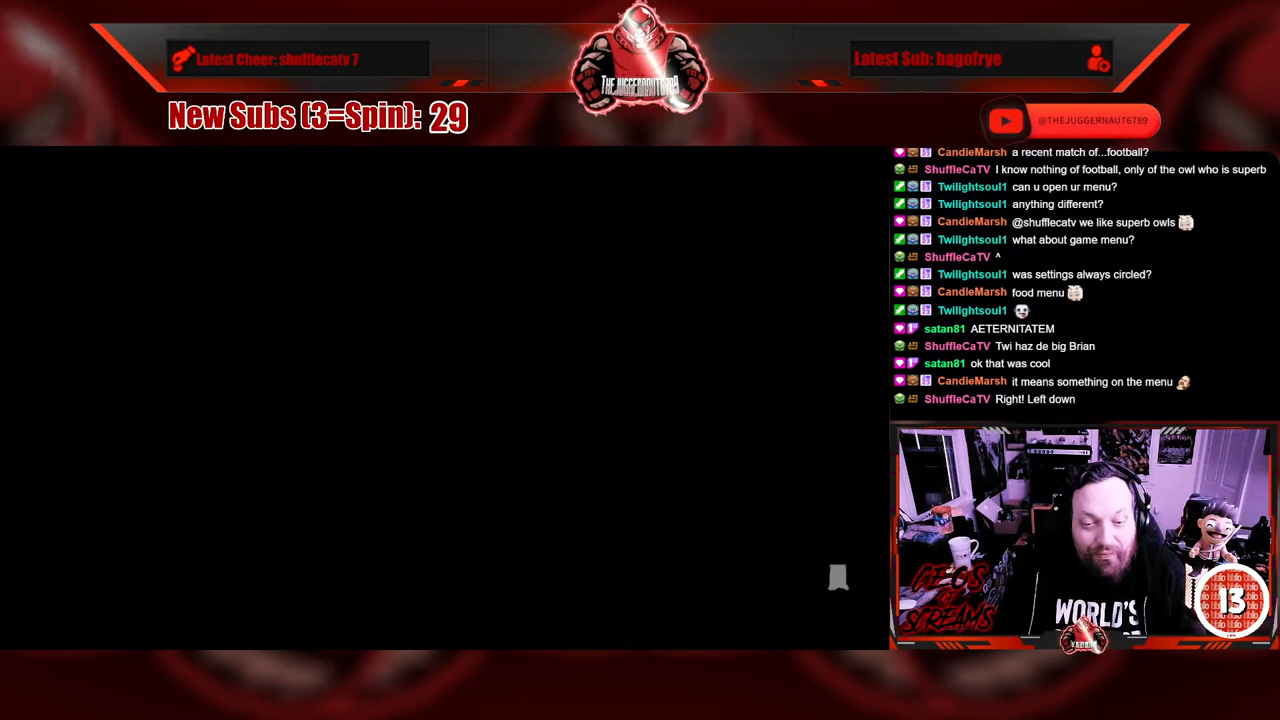 Latest Cheer: shufflecatv 7
THEJUGGERNAUT6789
Latest Sub: bagofrye
New Subs (3=Spin): 29
@THEJUGGERNAUT6789
CandieMarsh a recent match of...football?
ShuffleCaTV I know nothing of football, only of the owl who is superb
Twilightsoul1 can u open ur menu?
Twilightsoul1 anything different?
CandieMarsh @shufflecatv we like superb owls
Twilightsoul1 what about game menu?
ShuffleCaTV ^
Twilightsoul1 was settings always circled?
CandieMarsh food menu
Twilightsoul1
satan81 AETERNITATEM
ShuffleCaTV Twi haz de big Brian
satan81 ok that was cool
CandieMarsh it means something on the menu
ShuffleCaTV Right! Left down
SCREAMS
WORLD'S
13